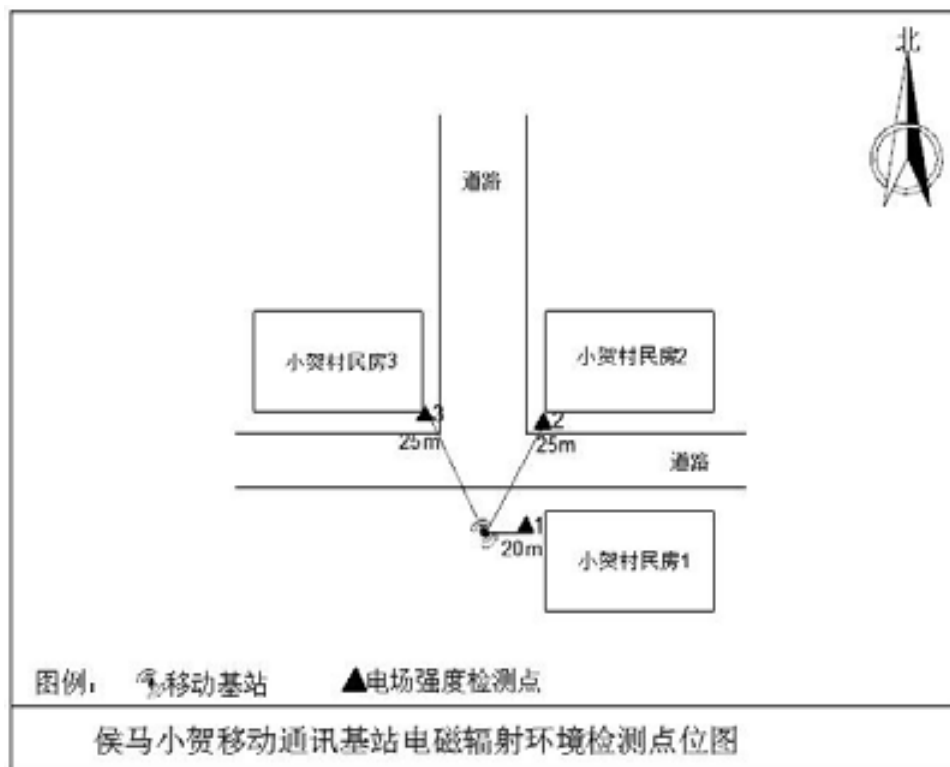 北
道路
小贺村民房3
小贺村民房2
3
2
25m
25m
道路
1
20m
小贺村民房1
图例：
移动基站
电场强度检测点
侯马小贺移动通讯基站电磁辐射环境检测点位图